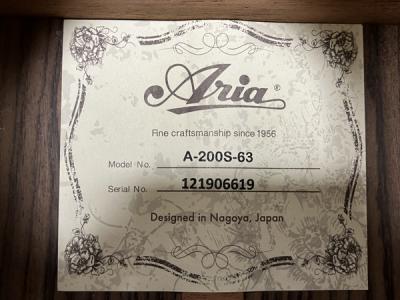 Aria®
Fine craftsmanship since 1956
Model No. A-200S-63
Serial No. 121906619
Designed in Nagoya, Japan